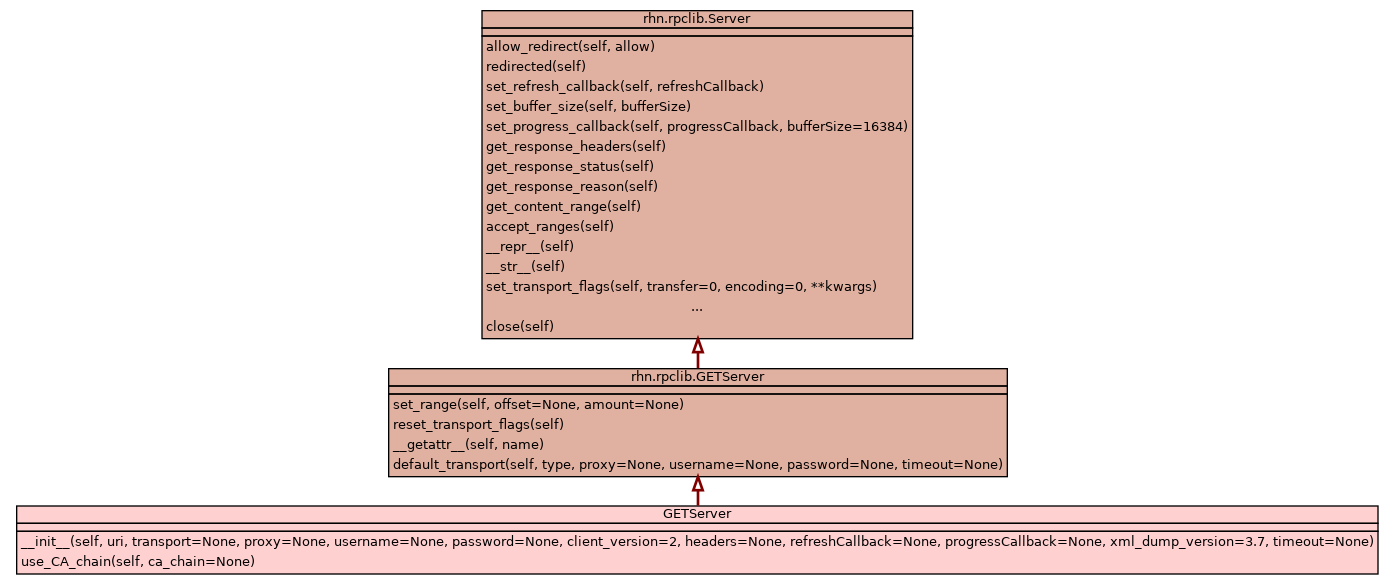 rhn.rpclib.Server
allow_redirect(self, allow)
redirected(self)
set_refresh_callback(self, refreshCallback)
set_buffer_size(self, bufferSize)
set_progress_callback(self, progressCallback, bufferSize=16384)
get_response_headers(self)
get_response_status(self)
get_response_reason(self)
get_content_range(self)
accept_ranges(self)
__repr__(self)
__str__(self)
set_transport_flags(self, transfer=0, encoding=0, **kwargs)
...
close(self)
rhn.rpclib.GETServer
set_range(self, offset=None, amount=None)
reset_transport_flags(self)
__getattr__(self, name)
default_transport(self, type, proxy=None, username=None, password=None, timeout=None)
GETServer
__init__(self, uri, transport=None, proxy=None, username=None, password=None, client_version=2, headers=None, refreshCallback=None, progressCallback=None, xml_dump_version=3.7, timeout=None)
use_CA_chain(self, ca_chain=None)